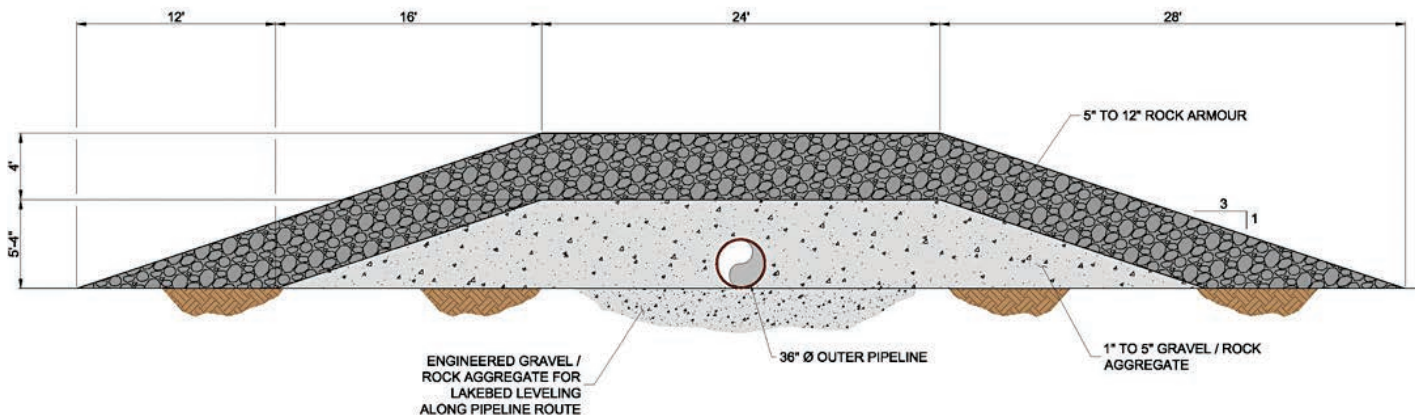 12'
16'
24'
28'
5" TO 12" ROCK ARMOUR
4'
3
1
5'-4"
ENGINEERED GRAVEL /
ROCK AGGREGATE FOR
LAKEBED LEVELING
ALONG PIPELINE ROUTE
36" Ø OUTER PIPELINE
1" TO 5" GRAVEL / ROCK
AGGREGATE